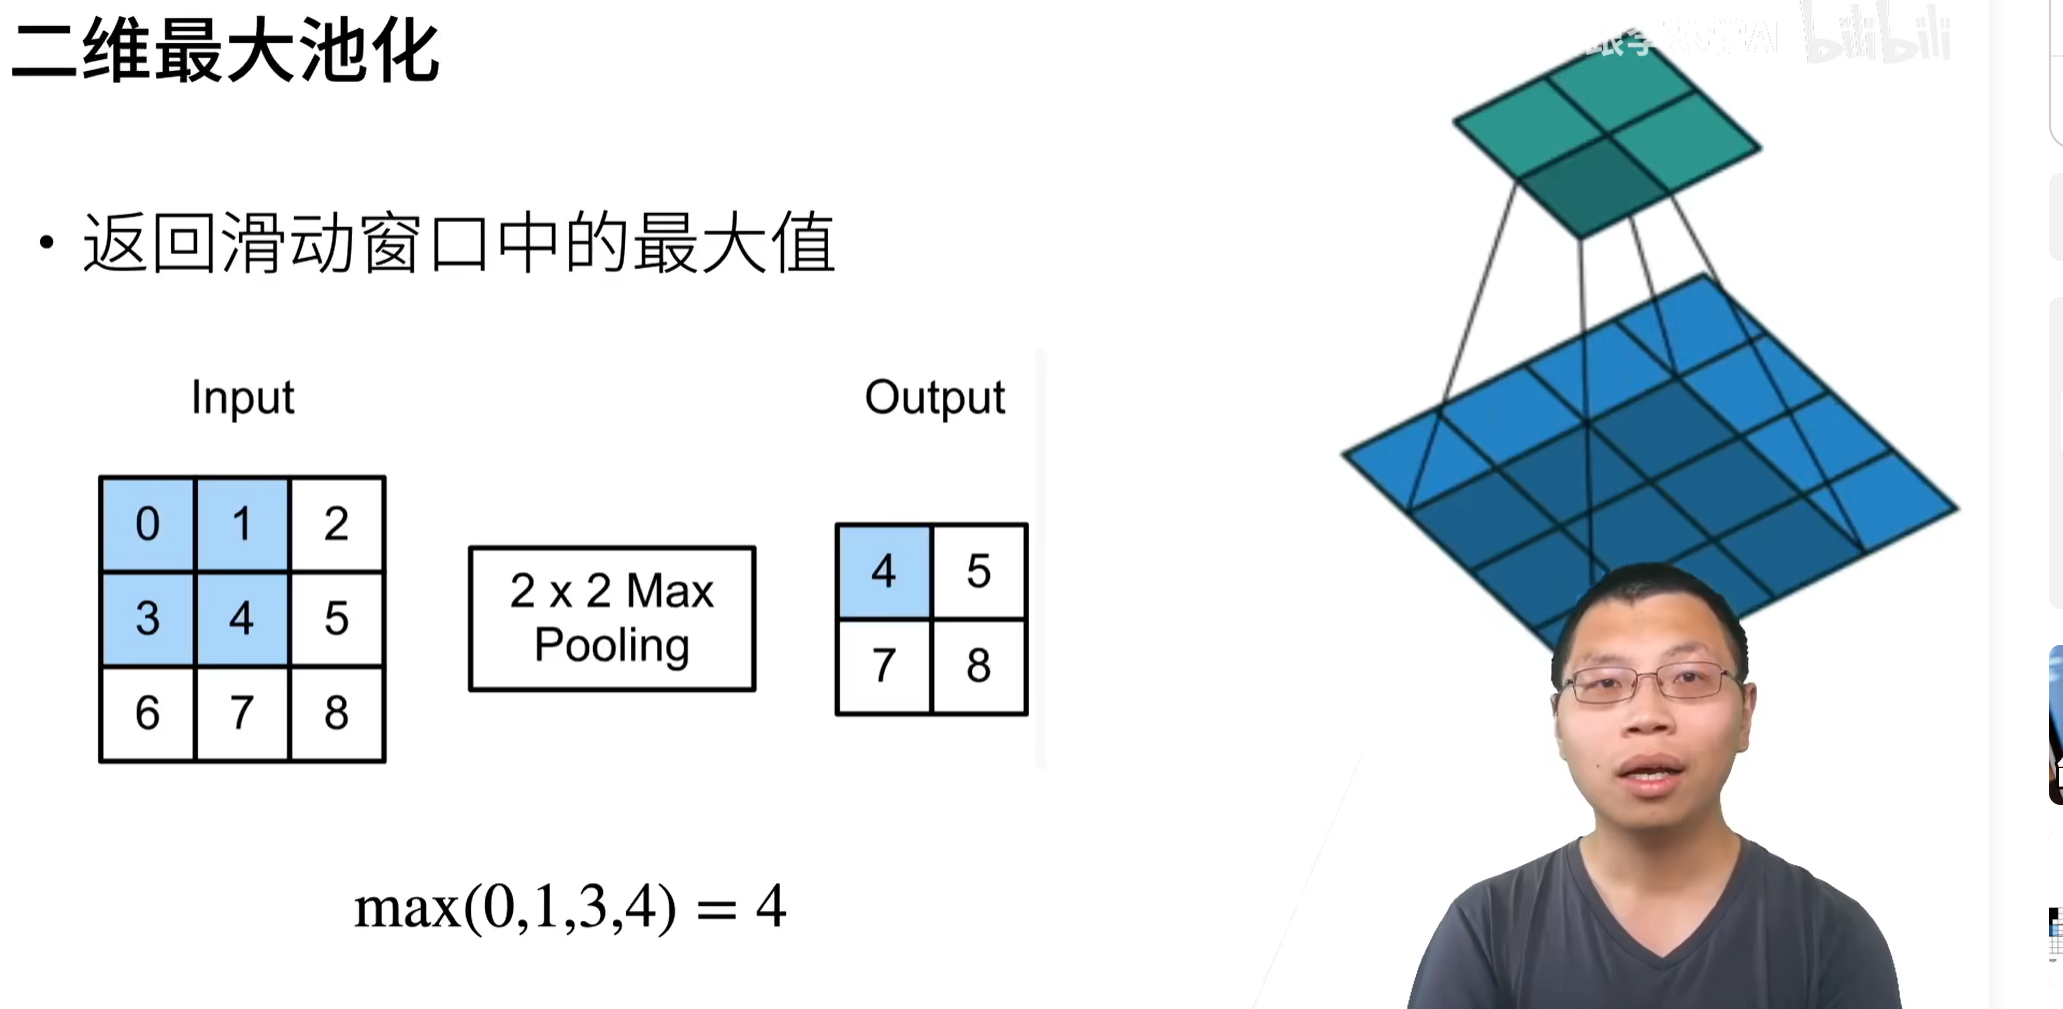 二维最大池化
bilibili
• 返回滑动窗口中的最大值
Input
Output
0 1 2
3 4 5
6 7 8
2 x 2 Max
Pooling
4 5
7 8
max(0,1,3,4) = 4